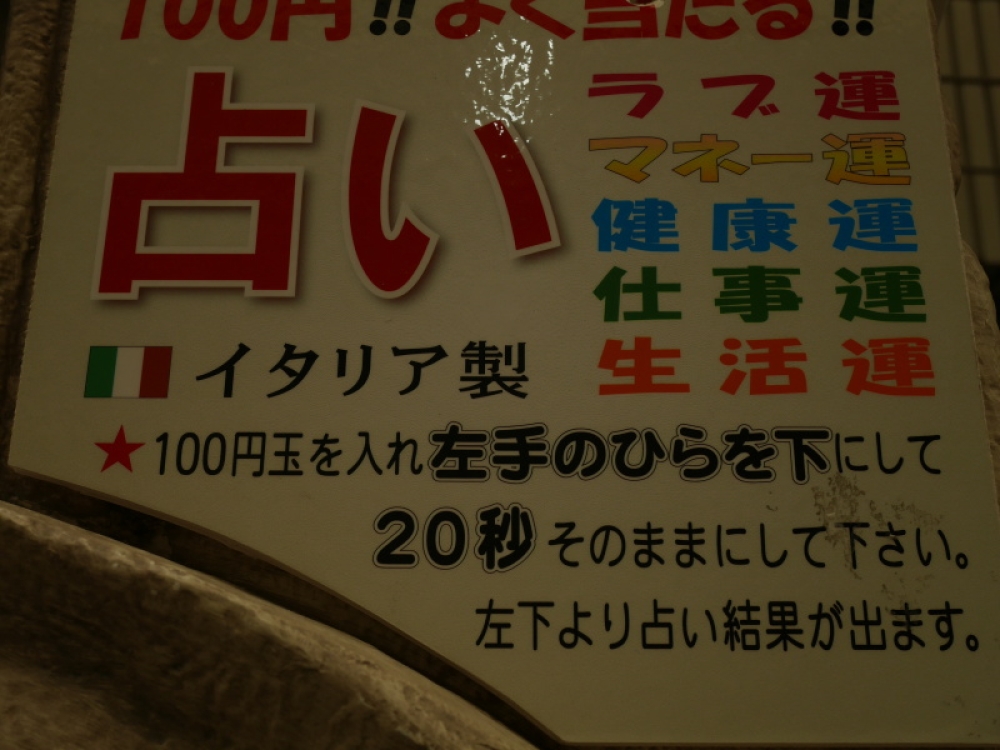 100円!! よく当たる!!
占い
ラブ運
マネー運
健康運
仕事運
生活運
イタリア製
★100円玉を入れ左手のひらを下にして
20秒そのままにして下さい。
左下より占い結果が出ます。